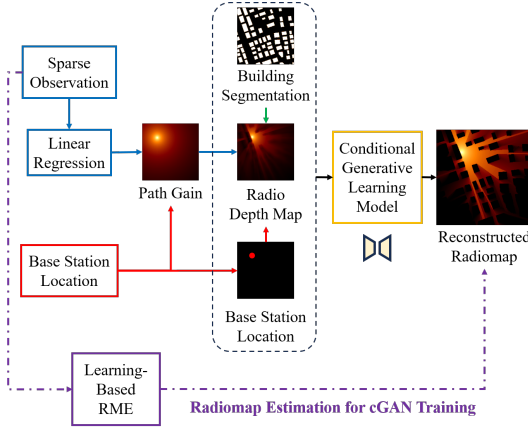 Sparse
Observation
Linear
Regression
Base Station
Location
Path Gain
Building
Segmentation
Radio
Depth Map
Base Station
Location
Conditional
Generative
Learning
Model
Reconstructed
Radiomap
Learning-
Based
RME
Radiomap Estimation for cGAN Training